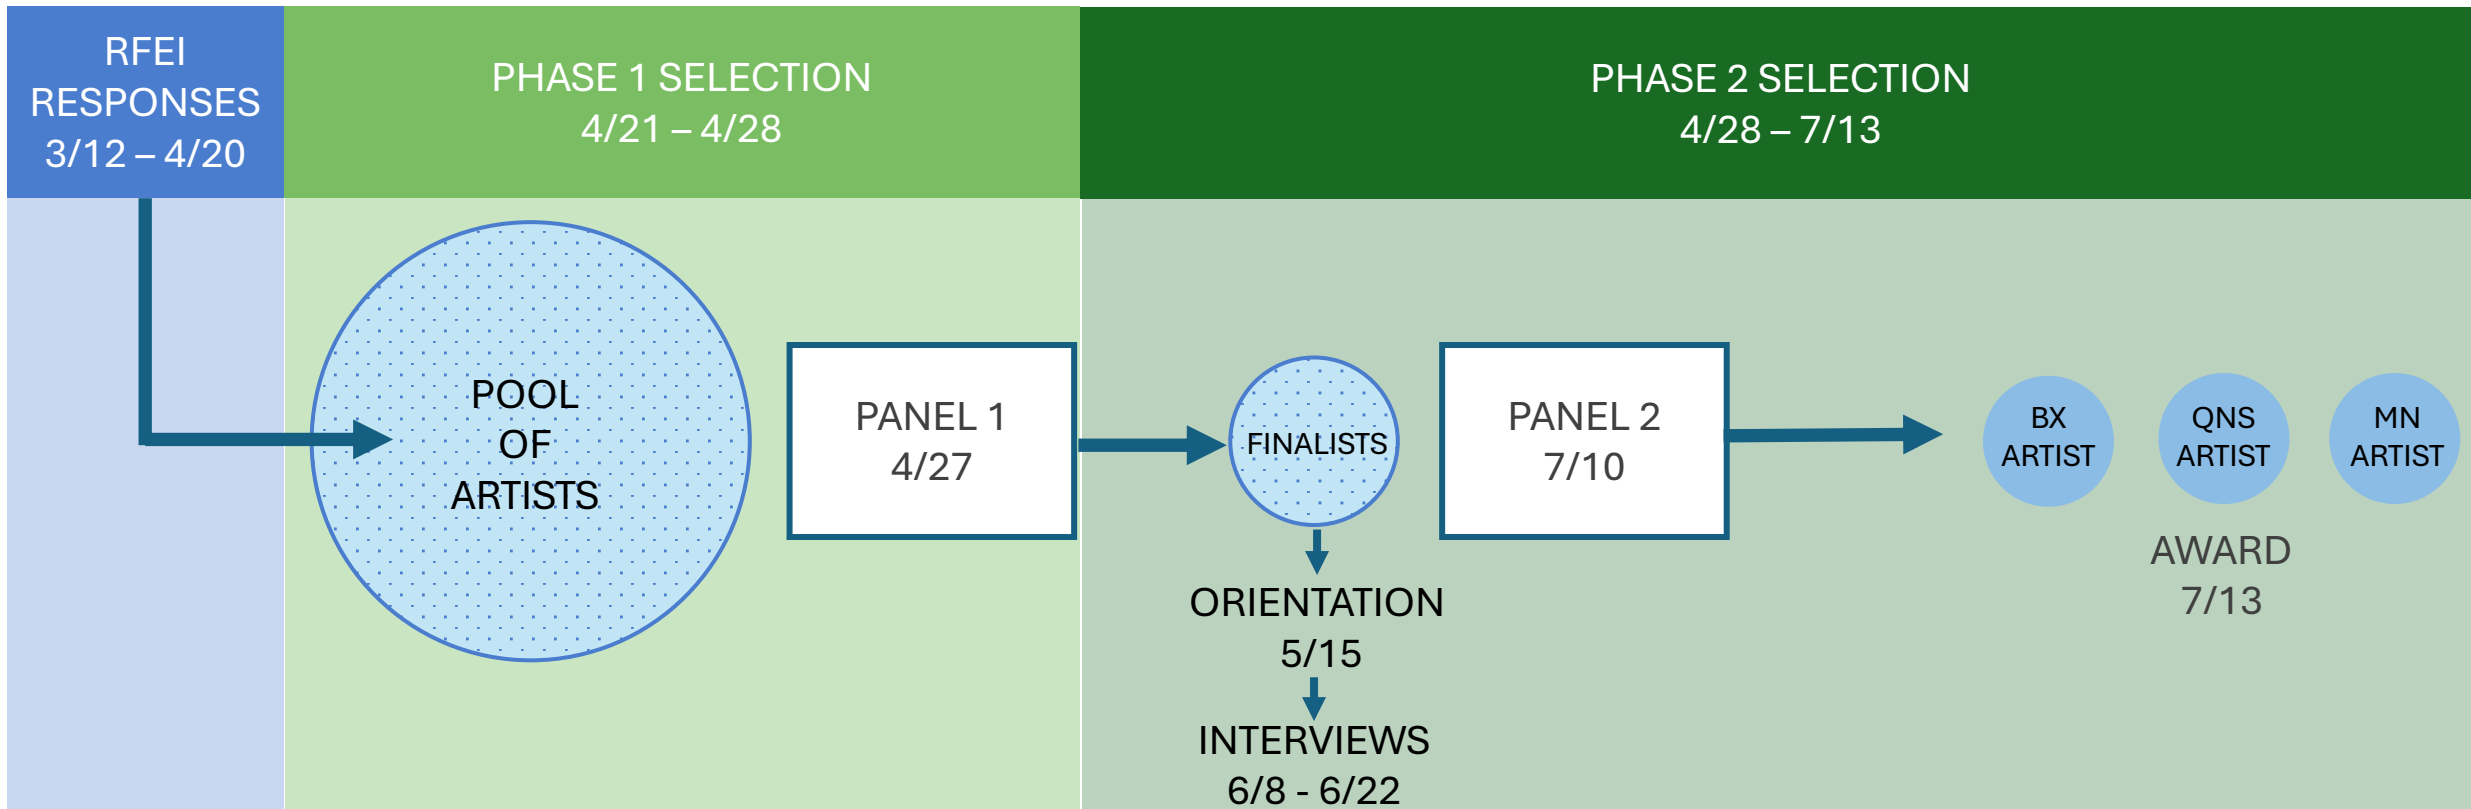 RFEI
RESPONSES
3/12 – 4/20
PHASE 1 SELECTION
4/21 – 4/28
PHASE 2 SELECTION
4/28 – 7/13
POOL
OF
ARTISTS
PANEL 1
4/27
FINALISTS
ORIENTATION
5/15
INTERVIEWS
6/8 - 6/22
PANEL 2
7/10
BX
ARTIST
QNS
ARTIST
MN
ARTIST
AWARD
7/13